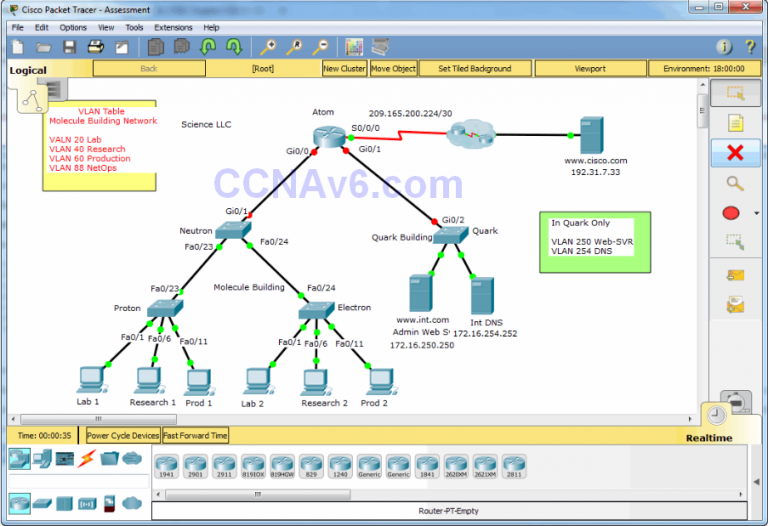 Cisco Packet Tracer - Assessment
File Edit Options View Tools Extensions Help
Logical
Back
[Root]
New Cluster
Move Object
Set Tiled Background
Viewport
Environment: 18:00:00
VLAN Table
Molecule Building Network
VALN 20 Lab
VLAN 40 Research
VLAN 60 Production
VLAN 88 NetOps
Science LLC
Atom
209.165.200.224/30
S0/0/0
Gi0/0
Gi0/1
www.cisco.com
192.31.7.33
CCNAv6.com
Gi0/1
Gi0/2
Neutron
Fa0/23
Fa0/24
Quark Building
Quark
In Quark Only
VLAN 250 Web-SVR
VLAN 254 DNS
Fa0/23
Molecule Building
Fa0/24
Proton
Electron
www.int.com
Admin Web S
172.16.250.250
Int DNS
172.16.254.252
Fa0/1
Fa0/6
Fa0/11
Fa0/1
Fa0/6
Fa0/11
Lab 1
Research 1
Prod 1
Lab 2
Research 2
Prod 2
Time: 00:00:35
Power Cycle Devices
Fast Forward Time
Realtime
1941
2901
2911
819IOX
819HGW
829
1240
Generic
Generic
1841
2620XM
2621XM
2811
Router-PT-Empty